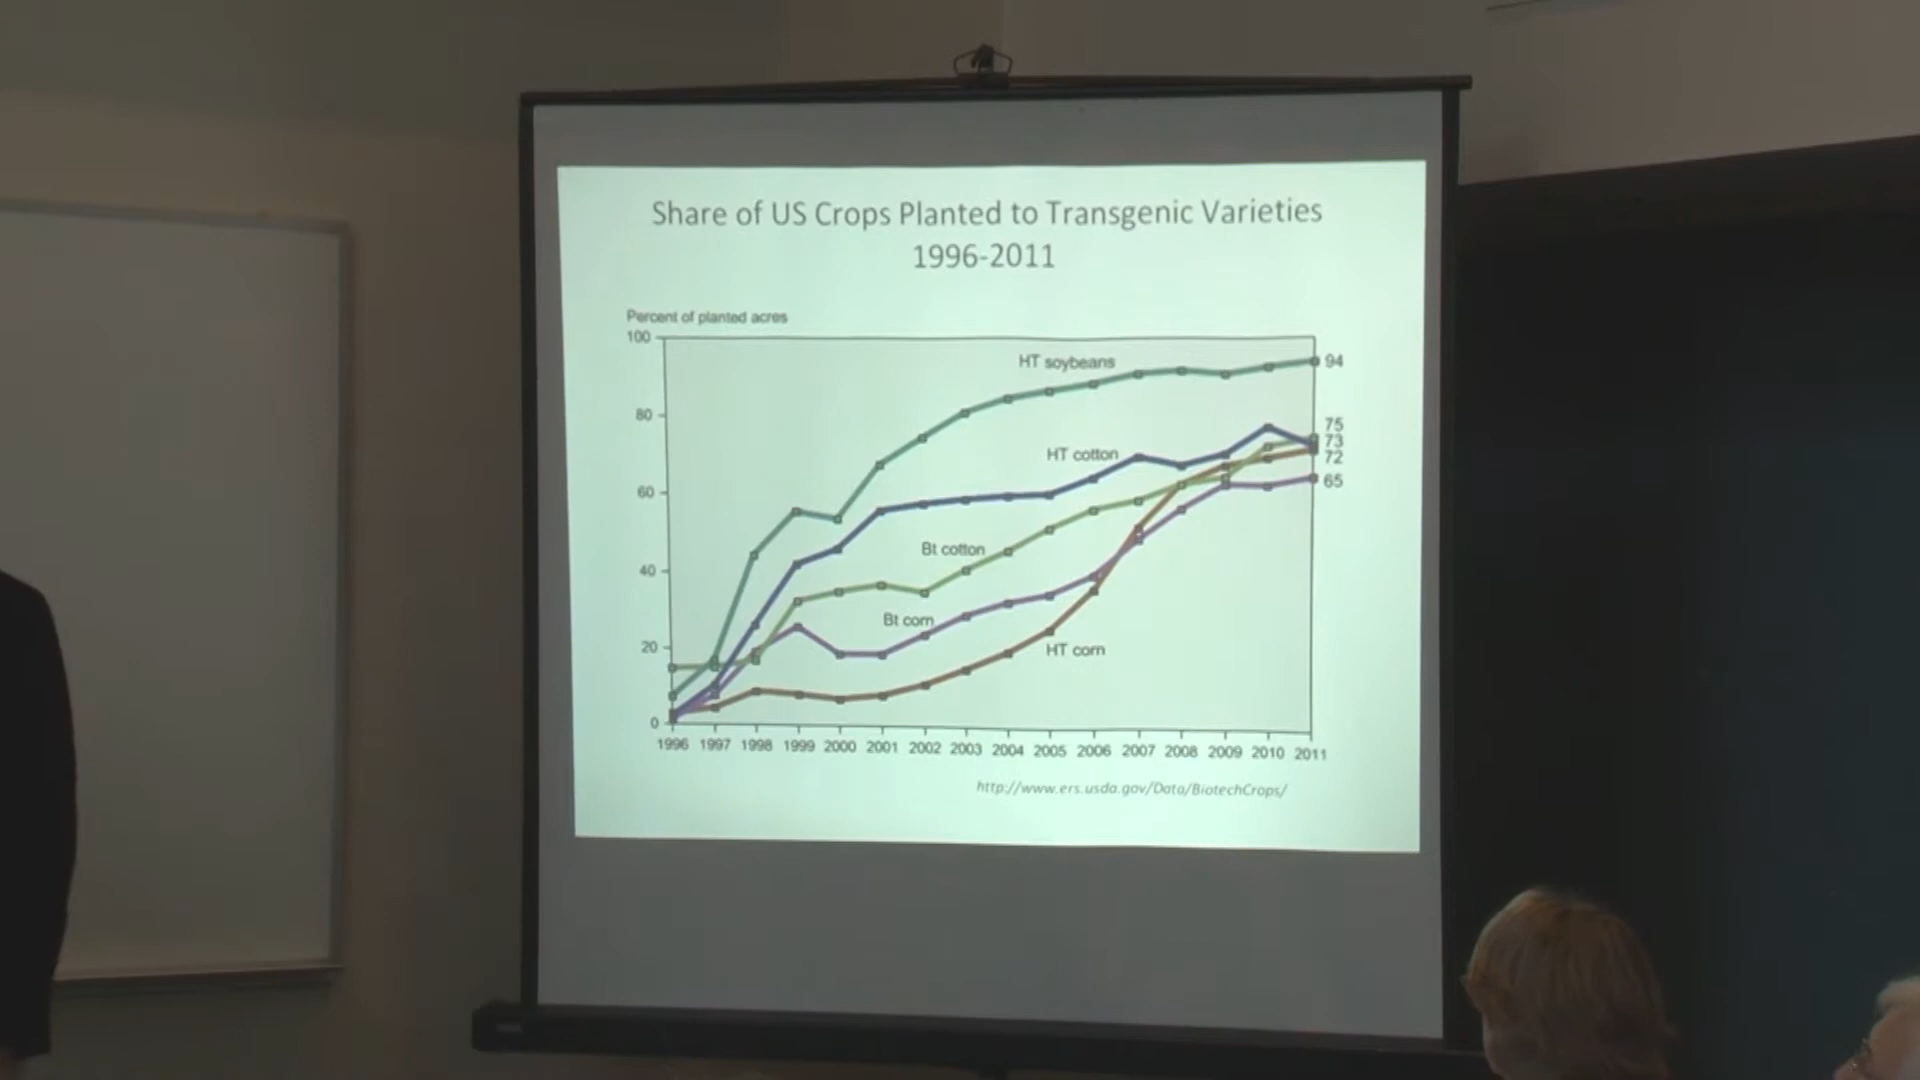 Share of US Crops Planted to Transgenic Varieties
1996-2011
Percent of planted acres
100
80
60
40
20
0
HT soybeans
HT cotton
Bt cotton
Bt corn
HT corn
94
75
73
72
65
1996 1997 1998 1999 2000 2001 2002 2003 2004 2005 2006 2007 2008 2009 2010 2011
http://www.ers.usda.gov/Data/BiotechCrops/